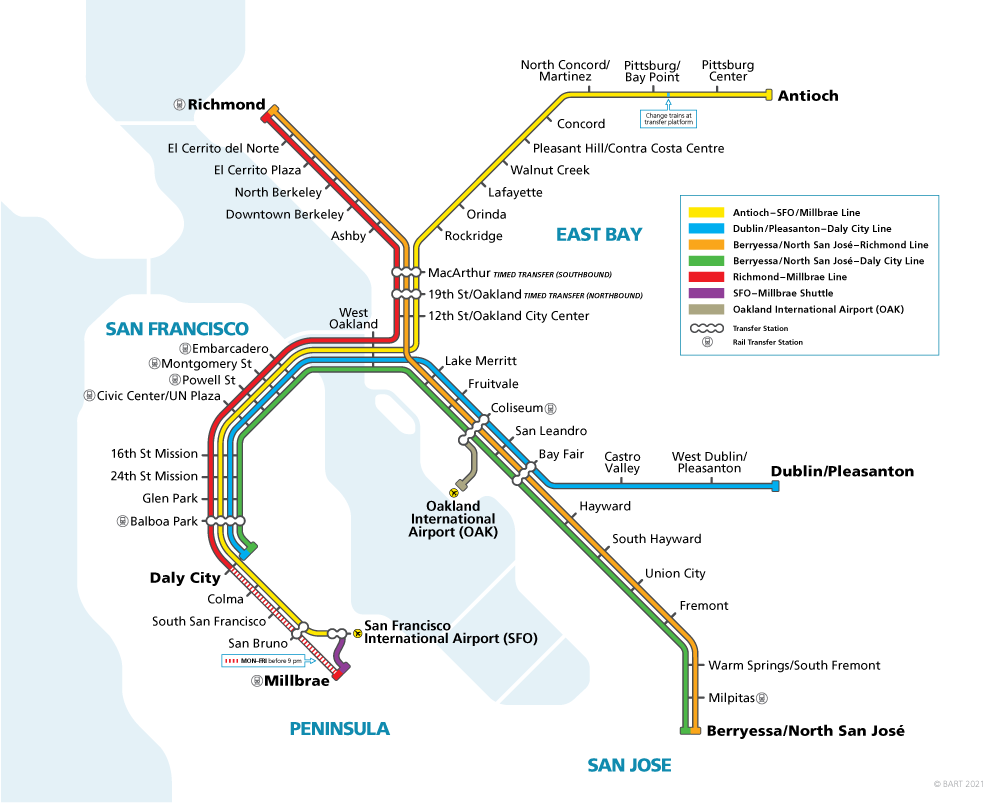 North Concord/
Martinez
Pittsburg/
Bay Point
Pittsburg
Center
Antioch
Change trains at
transfer platform
Richmond
Concord
El Cerrito del Norte
Pleasant Hill/Contra Costa Centre
El Cerrito Plaza
Walnut Creek
North Berkeley
Lafayette
Downtown Berkeley
Orinda
Ashby
Rockridge
EAST BAY
Antioch–SFO/Millbrae Line
Dublin/Pleasanton–Daly City Line
Berryessa/North San José–Richmond Line
Berryessa/North San José–Daly City Line
Richmond–Millbrae Line
SFO–Millbrae Shuttle
Oakland International Airport (OAK)
Transfer Station
Rail Transfer Station
MacArthur TIMED TRANSFER (SOUTHBOUND)
19th St/Oakland TIMED TRANSFER (NORTHBOUND)
12th St/Oakland City Center
West
Oakland
SAN FRANCISCO
Embarcadero
Montgomery St
Powell St
Civic Center/UN Plaza
Lake Merritt
Fruitvale
Coliseum
San Leandro
Bay Fair
Castro
Valley
West Dublin/
Pleasanton
Dublin/Pleasanton
16th St Mission
24th St Mission
Glen Park
Balboa Park
Oakland
International
Airport (OAK)
Hayward
South Hayward
Union City
Fremont
Daly City
Colma
South San Francisco
San Bruno
San Francisco
International Airport (SFO)
MON–FRI before 9 pm
Millbrae
Warm Springs/South Fremont
Milpitas
Berryessa/North San José
PENINSULA
SAN JOSE
© BART 2021